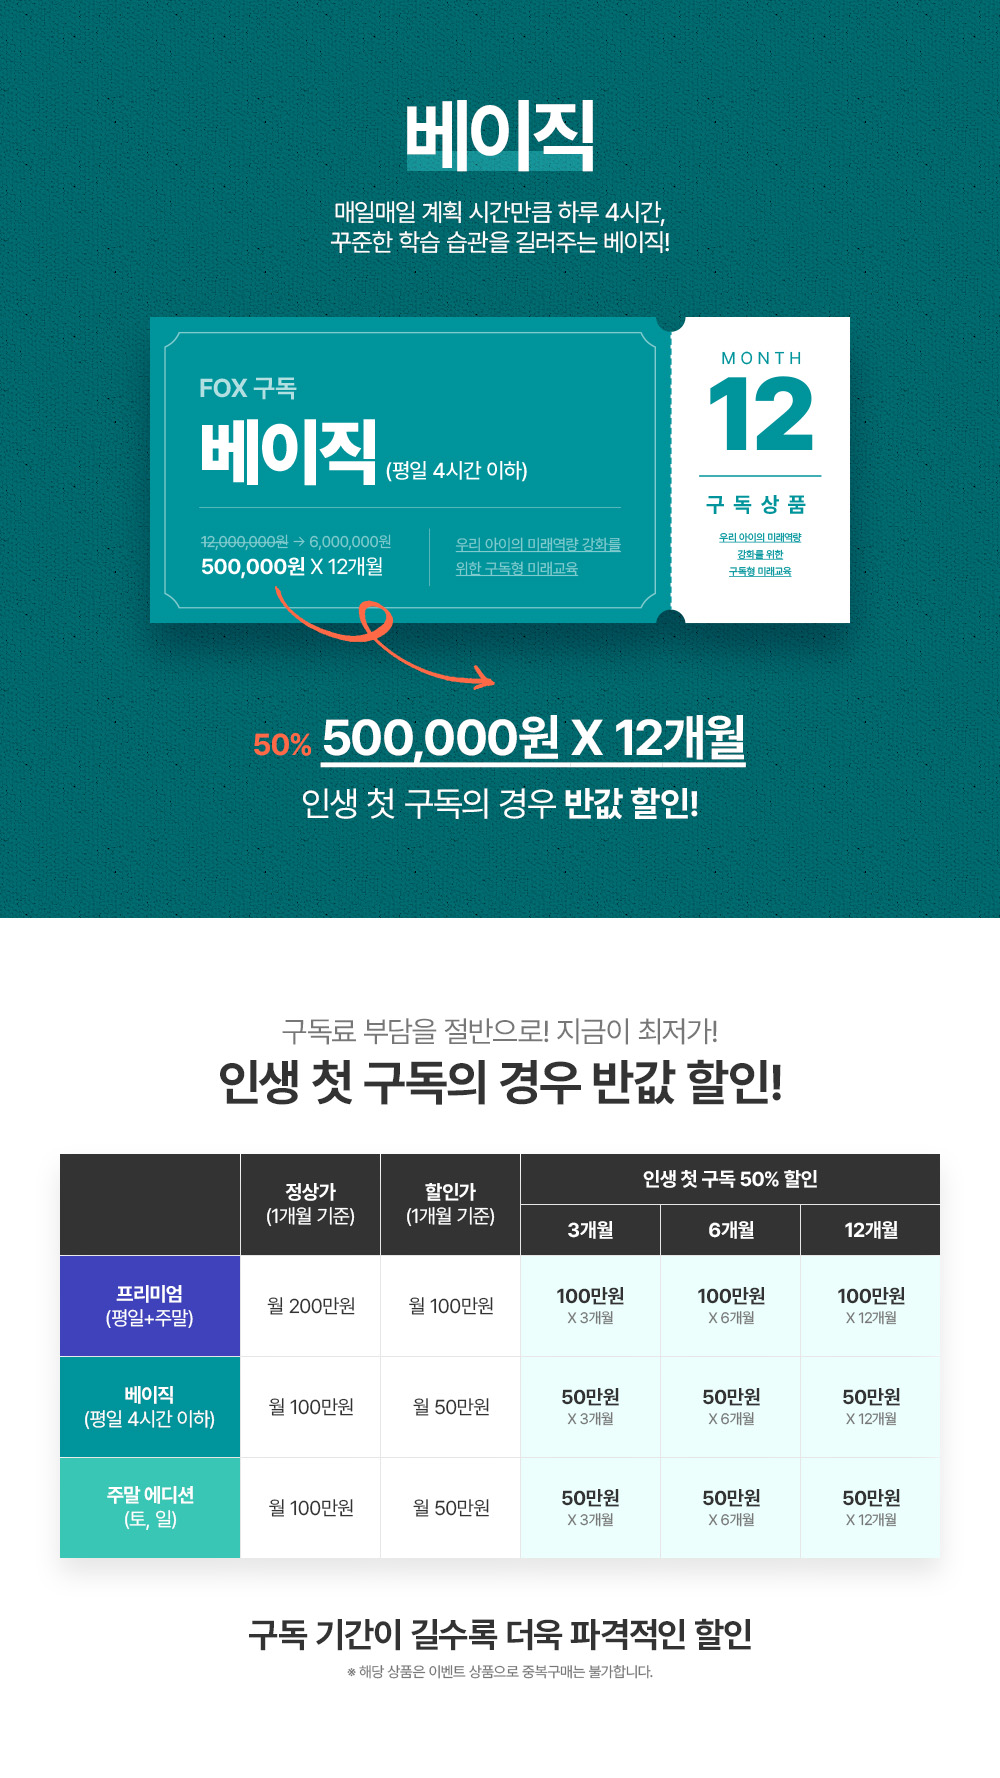 베이직
매일매일 계획 시간만큼 하루 4시간,
꾸준한 학습 습관을 길러주는 베이직!
FOX 구독
베이직 (평일 4시간 이하)
12,000,000원 → 6,000,000원
500,000원 X 12개월
우리 아이의 미래역량 강화를
위한 구독형 미래교육
MONTH
12
구독상품
우리 아이의 미래역량
강화를 위한
구독형 미래교육
50% 500,000원 X 12개월
인생 첫 구독의 경우 반값 할인!
구독료 부담을 절반으로! 지금이 최저가!
인생 첫 구독의 경우 반값 할인!
정상가
(1개월 기준)
할인가
(1개월 기준)
인생 첫 구독 50% 할인
3개월 6개월 12개월
프리미엄
(평일+주말)
월 200만원
월 100만원
100만원
X 3개월
100만원
X 6개월
100만원
X 12개월
베이직
(평일 4시간 이하)
월 100만원
월 50만원
50만원
X 3개월
50만원
X 6개월
50만원
X 12개월
주말 에디션
(토, 일)
월 100만원
월 50만원
50만원
X 3개월
50만원
X 6개월
50만원
X 12개월
구독 기간이 길수록 더욱 파격적인 할인
※ 해당 상품은 이벤트 상품으로 중복구매는 불가합니다.